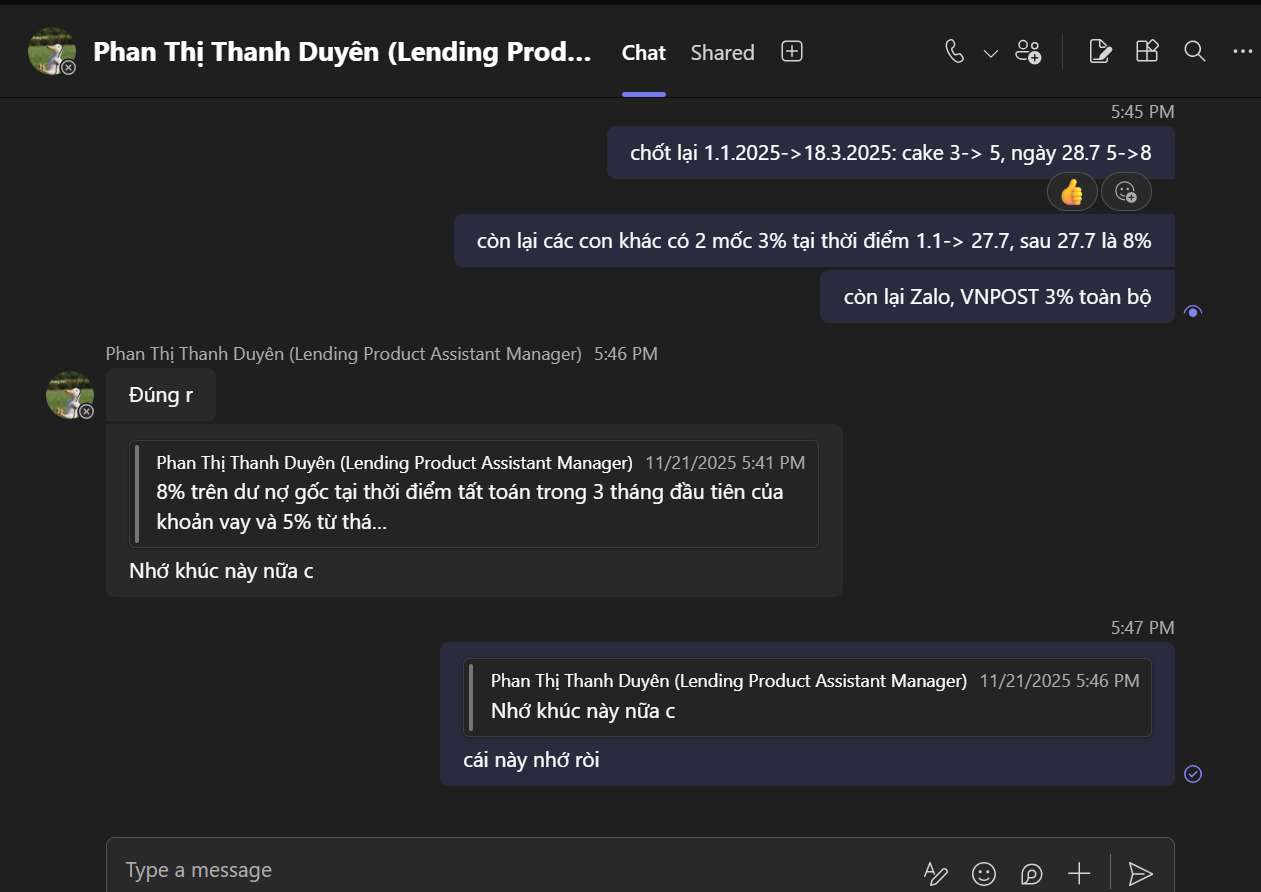 Phan Thị Thanh Duyên (Lending Prod...
Chat
Shared
5:45 PM
chốt lại 1.1.2025->18.3.2025: cake 3-> 5, ngày 28.7 5->8
còn lại các con khác có 2 mốc 3% tại thời điểm 1.1-> 27.7, sau 27.7 là 8%
còn lại Zalo, VNPOST 3% toàn bộ
Phan Thị Thanh Duyên (Lending Product Assistant Manager) 5:46 PM
Đúng r
Phan Thị Thanh Duyên (Lending Product Assistant Manager) 11/21/2025 5:41 PM
8% trên dư nợ gốc tại thời điểm tất toán trong 3 tháng đầu tiên của
khoản vay và 5% từ thá...
Nhớ khúc này nữa c
5:47 PM
Phan Thị Thanh Duyên (Lending Product Assistant Manager) 11/21/2025 5:46 PM
Nhớ khúc này nữa c
cái này nhớ ròi
Type a message